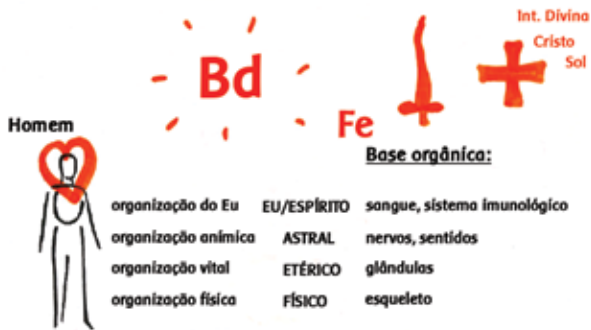 Int. Divina
Cristo
Sol
Bd
Fe
Homem
Base orgânica:
organização do Eu EU/ESPÍRITO sangue, sistema imunológico
organização anímica ASTRAL nervos, sentidos
organização vital ETÉRICO glândulas
organização física FÍSICO esqueleto